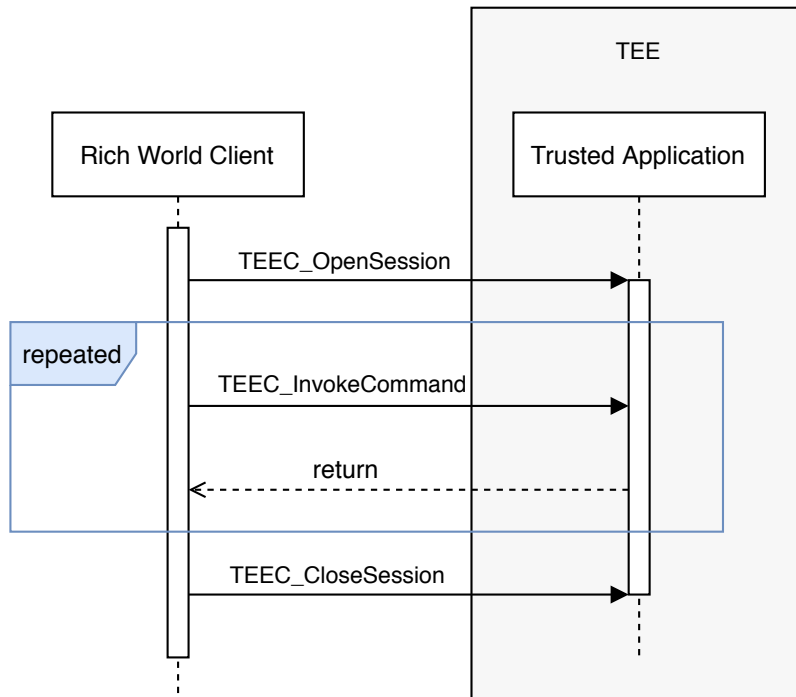 TEE
Rich World Client
Trusted Application
TEEC_OpenSession
repeated
TEEC_InvokeCommand
return
TEEC_CloseSession